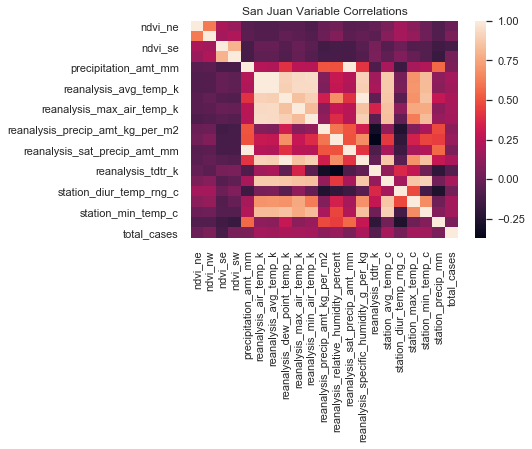 San Juan Variable Correlations
ndvi_ne
ndvi_se
precipitation_amt_mm
reanalysis_avg_temp_k
reanalysis_max_air_temp_k
reanalysis_precip_amt_kg_per_m2
reanalysis_sat_precip_amt_mm
reanalysis_tdtr_k
station_diur_temp_rng_c
station_min_temp_c
total_cases
1.00
0.75
0.50
0.25
0.00
−0.25
ndvi_ne
ndvi_nw
ndvi_se
ndvi_sw
precipitation_amt_mm
reanalysis_air_temp_k
reanalysis_avg_temp_k
reanalysis_dew_point_temp_k
reanalysis_max_air_temp_k
reanalysis_min_air_temp_k
reanalysis_precip_amt_kg_per_m2
reanalysis_relative_humidity_percent
reanalysis_sat_precip_amt_mm
reanalysis_specific_humidity_g_per_kg
reanalysis_tdtr_k
station_avg_temp_c
station_diur_temp_rng_c
station_max_temp_c
station_min_temp_c
station_precip_mm
total_cases